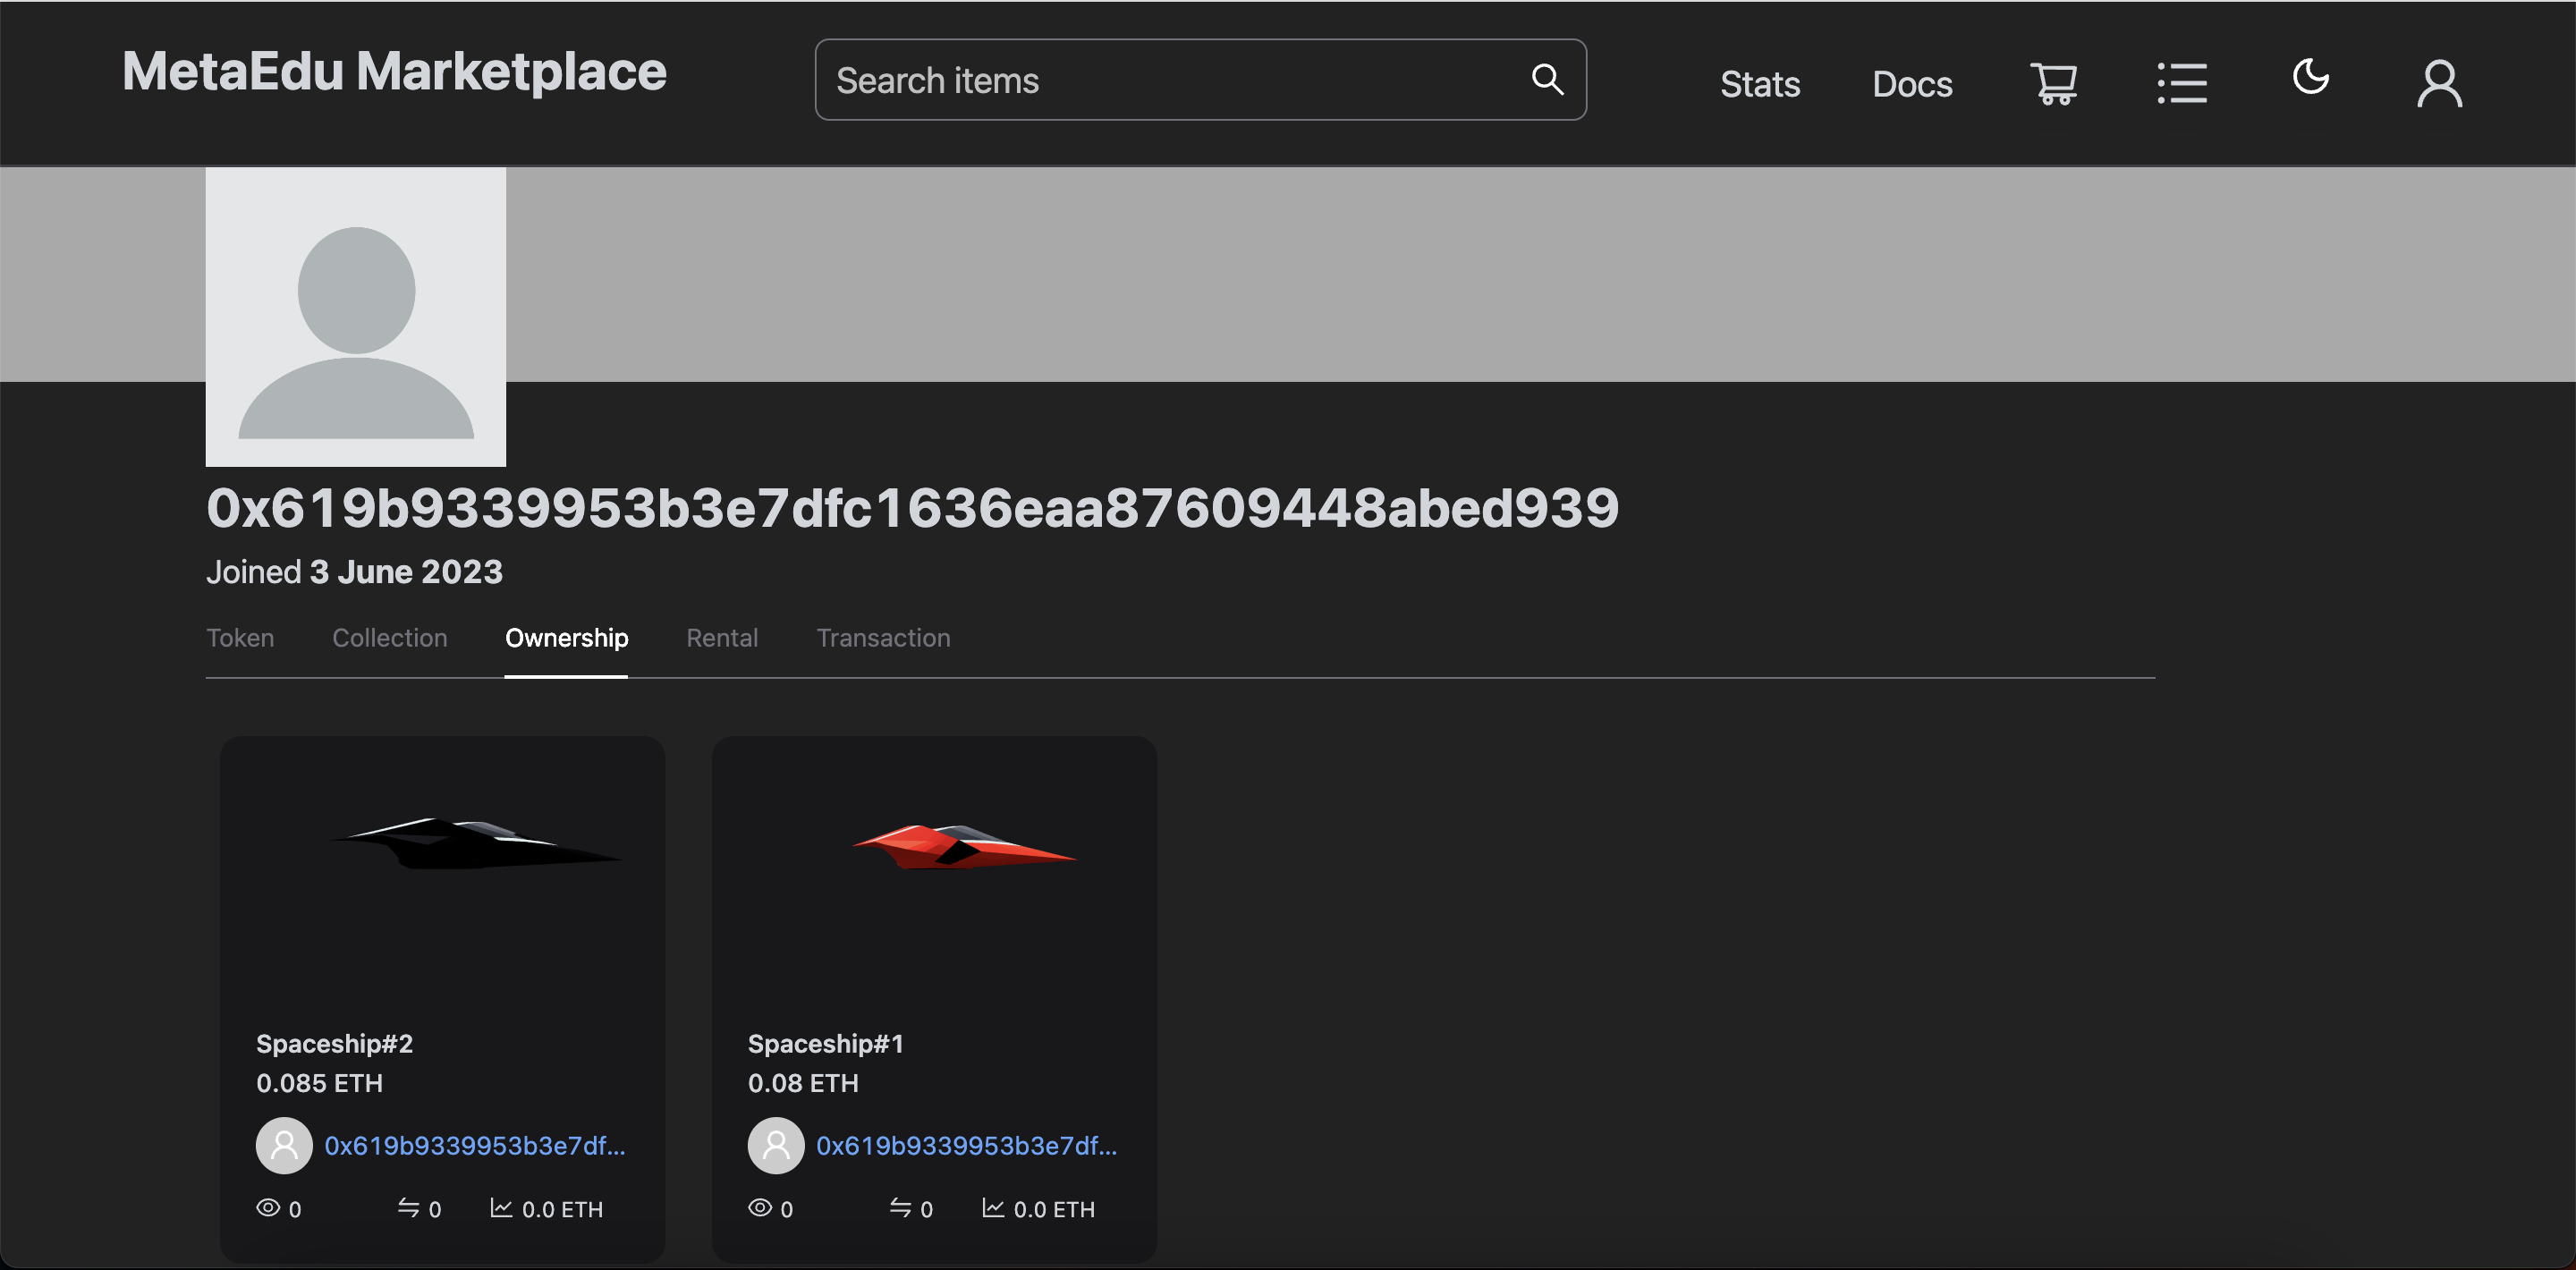 MetaEdu Marketplace
Search items
Stats
Docs
0x619b9339953b3e7dfc1636eaa87609448abed939
Joined 3 June 2023
Token Collection Ownership Rental Transaction
Spaceship#2
0.085 ETH
0x619b9339953b3e7df...
0 0 0.0 ETH
Spaceship#1
0.08 ETH
0x619b9339953b3e7df...
0 0 0.0 ETH